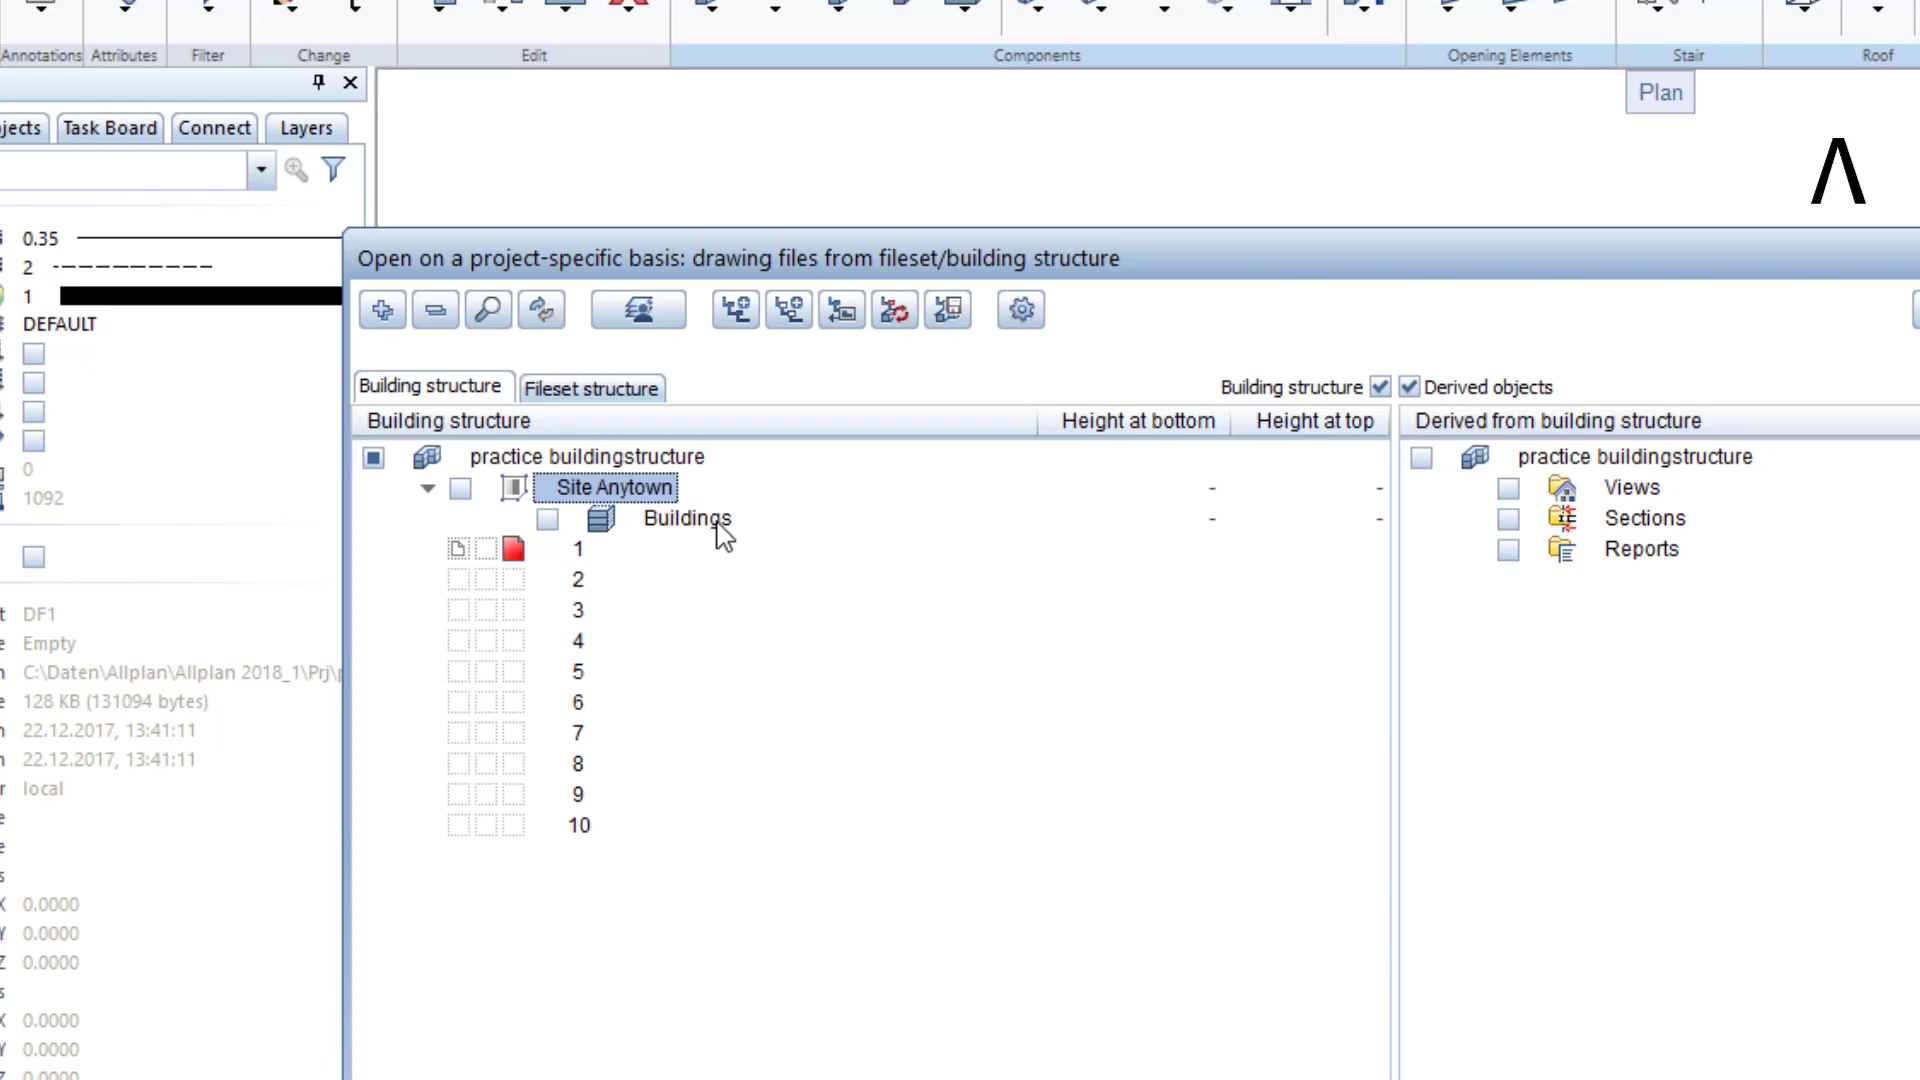 Annotations Attributes Filter Change Edit Components Opening Elements Stair Roof
Plan
Task Board Connect Layers
0.35
2
1
DEFAULT
0
1092
DF1
Empty
C:\Daten\Allplan\Allplan 2018_1\Prj\
128 KB (131094 bytes)
22.12.2017, 13:41:11
22.12.2017, 13:41:11
local
X 0.0000
Y 0.0000
Z 0.0000
X 0.0000
Y 0.0000
Z 0.0000
Open on a project-specific basis: drawing files from fileset/building structure
Building structure Fileset structure Building structure Derived objects
Building structure Height at bottom Height at top Derived from building structure
practice buildingstructure
Site Anytown - -
Buildings - -
1
2
3
4
5
6
7
8
9
10
practice buildingstructure
Views
Sections
Reports